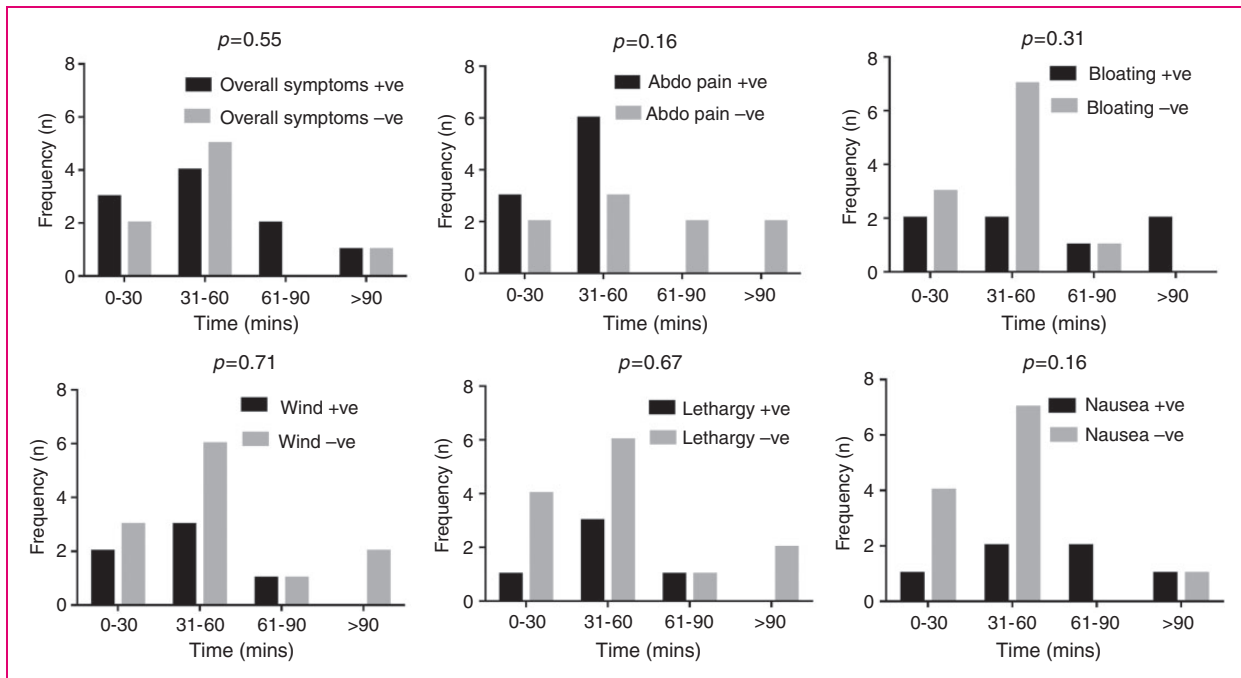 p=0.55
Overall symptoms +ve
Overall symptoms –ve
Frequency (n)
8
6
4
2
0
0-30 31-60 61-90 >90
Time (mins)
p=0.16
Abdo pain +ve
Abdo pain –ve
Frequency (n)
8
6
4
2
0
0-30 31-60 61-90 >90
Time (mins)
p=0.31
Bloating +ve
Bloating –ve
Frequency (n)
8
6
4
2
0
0-30 31-60 61-90 >90
Time (mins)
p=0.71
Wind +ve
Wind –ve
Frequency (n)
8
6
4
2
0
0-30 31-60 61-90 >90
Time (mins)
p=0.67
Lethargy +ve
Lethargy –ve
Frequency (n)
8
6
4
2
0
0-30 31-60 61-90 >90
Time (mins)
p=0.16
Nausea +ve
Nausea –ve
Frequency (n)
8
6
4
2
0
0-30 31-60 61-90 >90
Time (mins)